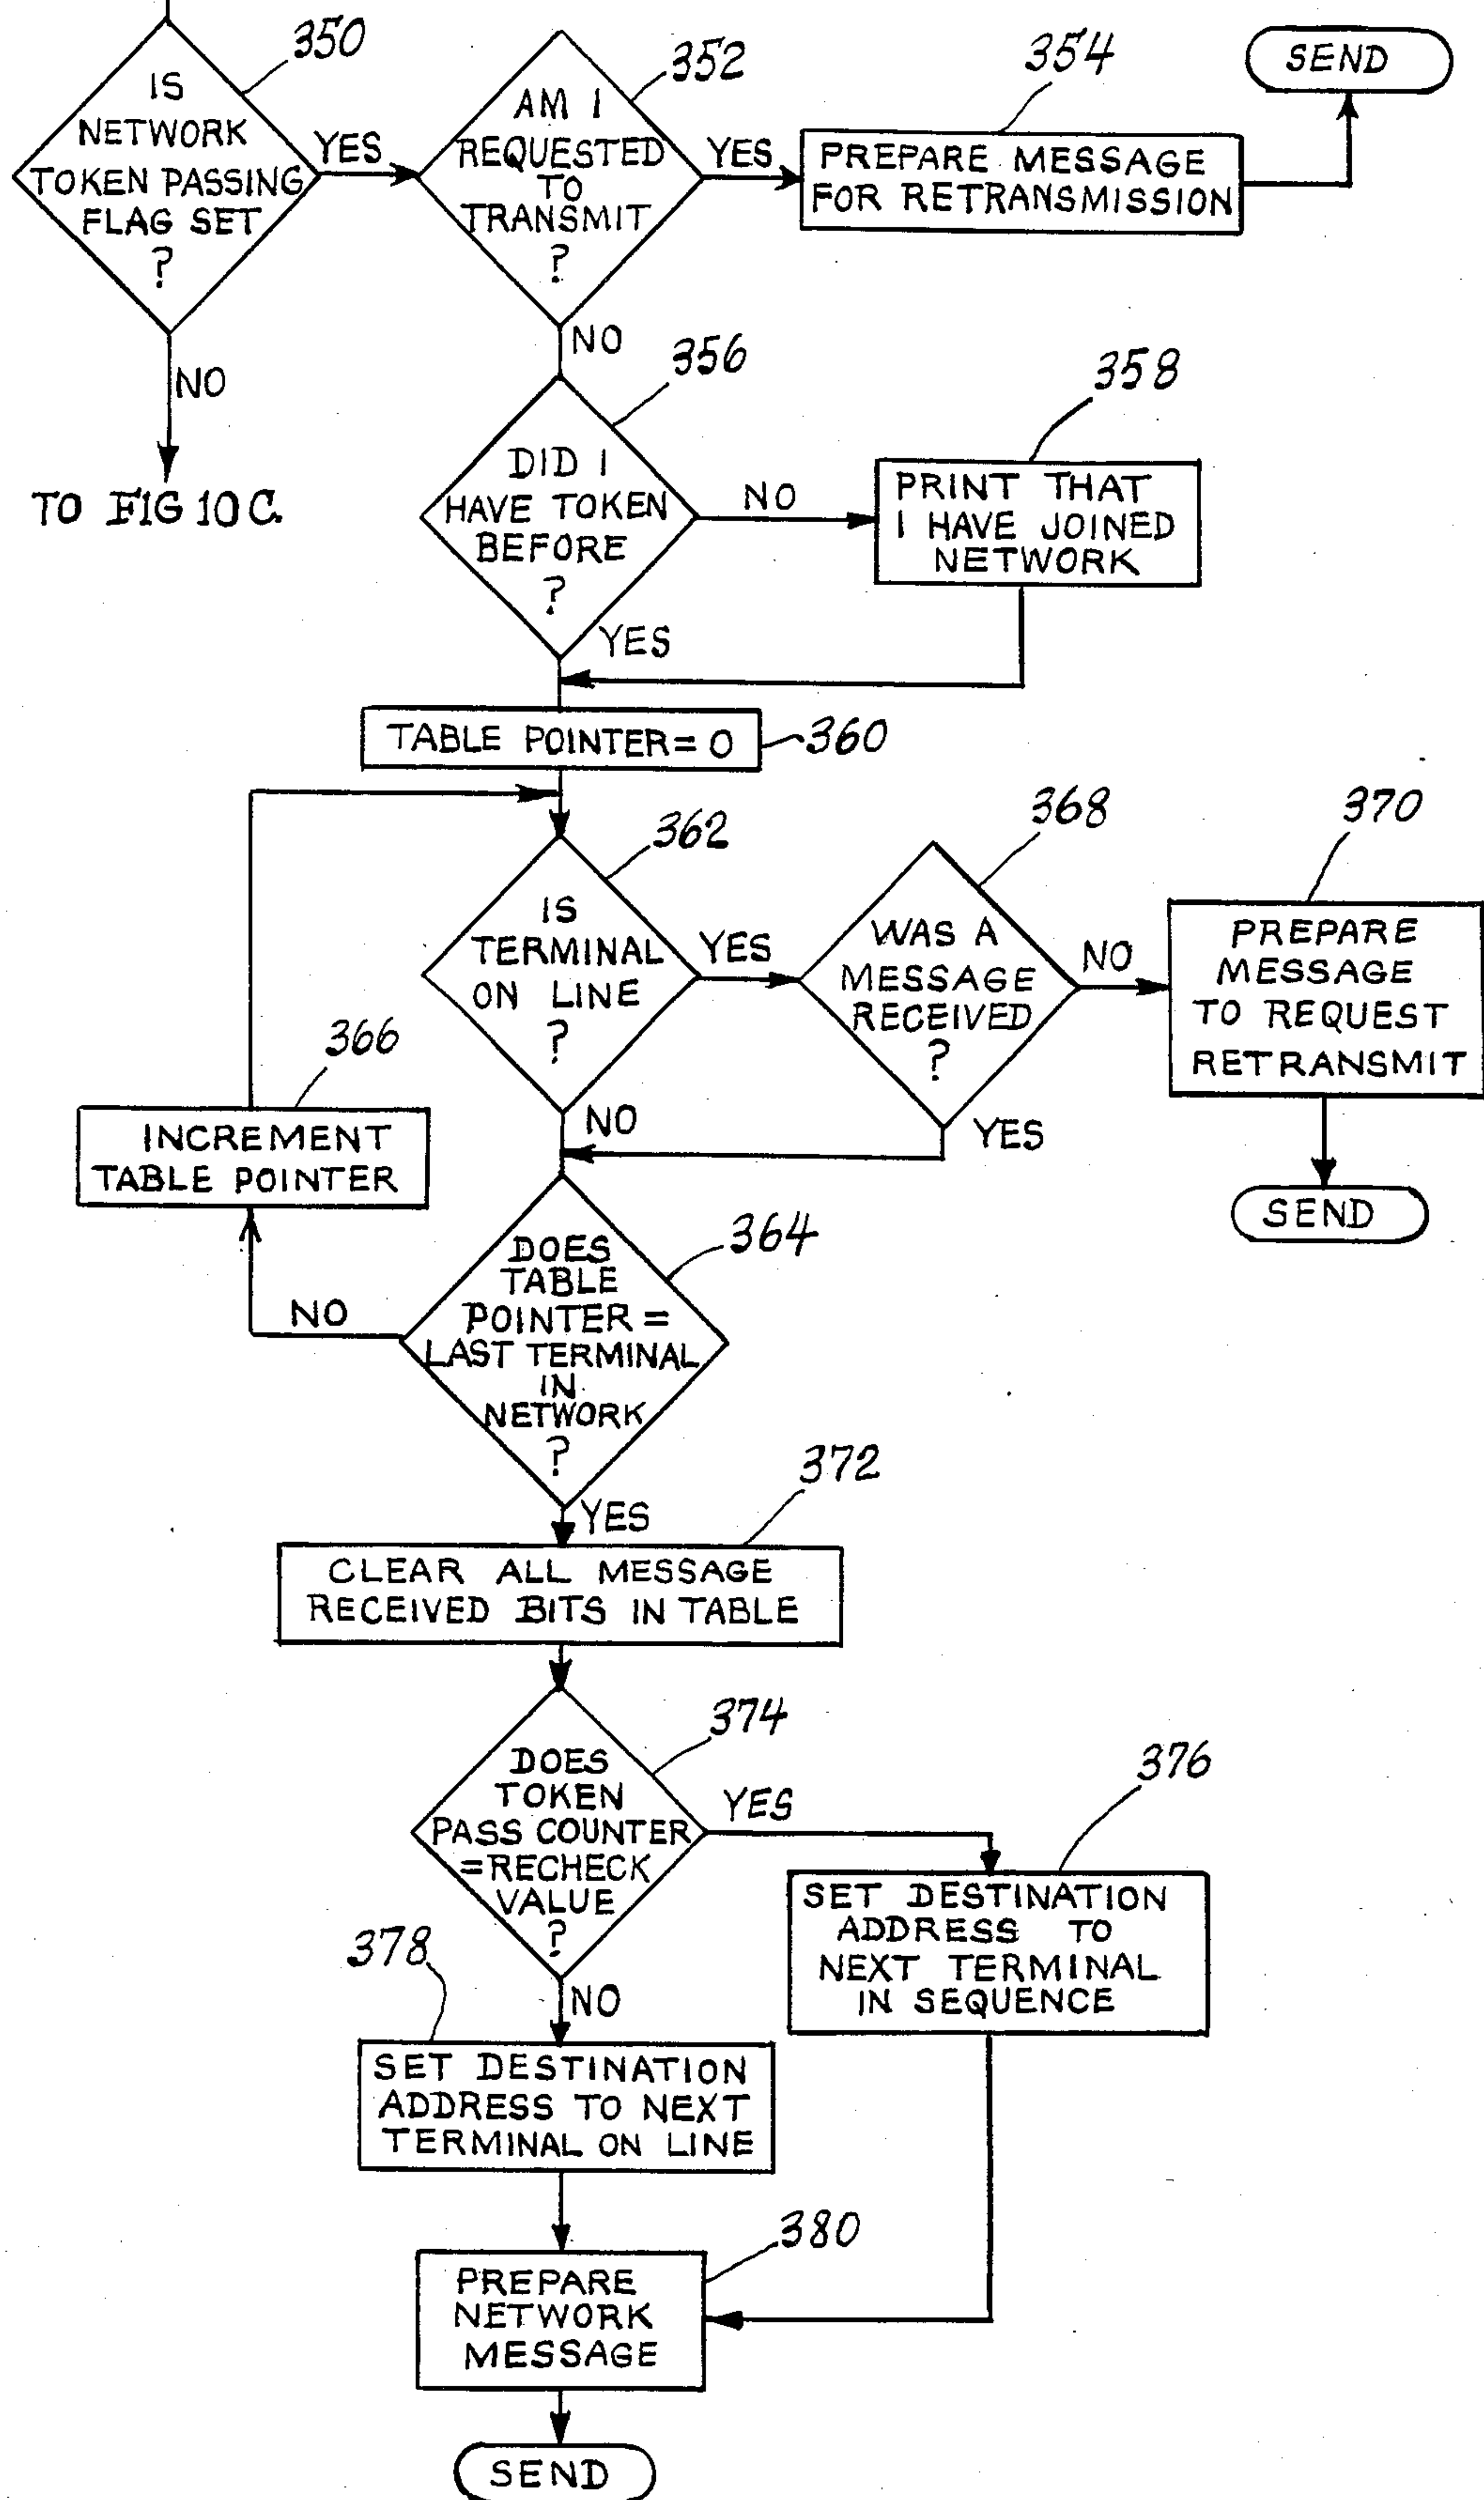 350
IS
NETWORK
TOKEN PASSING
FLAG SET
?
YES
NO
TO FIG 10C.
352
AM I
REQUESTED
TO
TRANSMIT
?
YES
NO
354
PREPARE MESSAGE
FOR RETRANSMISSION
SEND
356
DID I
HAVE TOKEN
BEFORE
?
NO
YES
358
PRINT THAT
I HAVE JOINED
NETWORK
TABLE POINTER = 0
360
362
IS
TERMINAL
ON LINE
?
YES
NO
368
WAS A
MESSAGE
RECEIVED
?
NO
YES
370
PREPARE
MESSAGE
TO REQUEST
RETRANSMIT
SEND
366
INCREMENT
TABLE POINTER
364
DOES
TABLE
POINTER =
LAST TERMINAL
IN
NETWORK
?
NO
YES
372
CLEAR ALL MESSAGE
RECEIVED BITS IN TABLE
374
DOES
TOKEN
PASS COUNTER
=RECHECK
VALUE
?
YES
NO
376
SET DESTINATION
ADDRESS TO
NEXT TERMINAL
IN SEQUENCE
378
SET DESTINATION
ADDRESS TO NEXT
TERMINAL ON LINE
380
PREPARE
NETWORK
MESSAGE
SEND